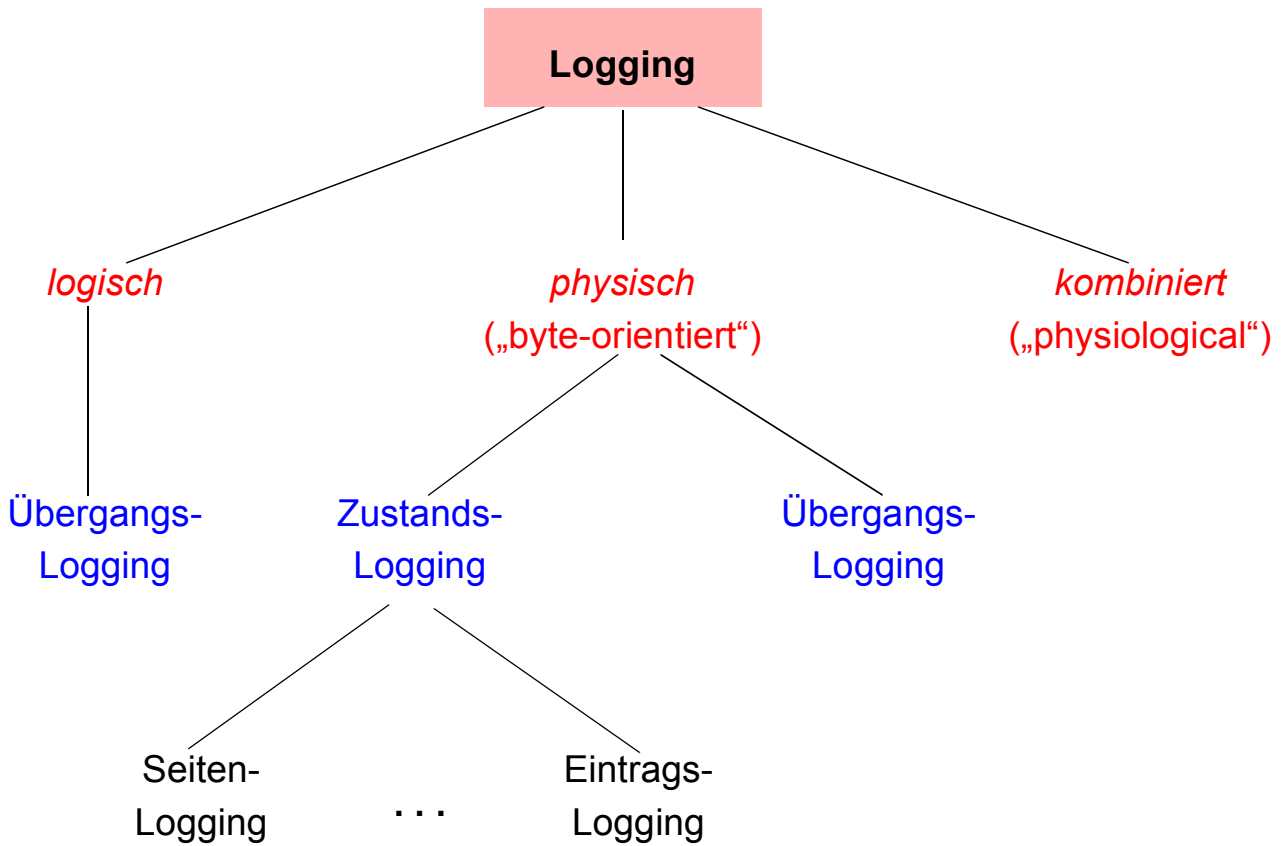 Logging
logisch
physisch
(„byte-orientiert“)
kombiniert
(„physiological“)
Übergangs-
Logging
Zustands-
Logging
Übergangs-
Logging
Seiten-
Logging
. . .
Eintrags-
Logging